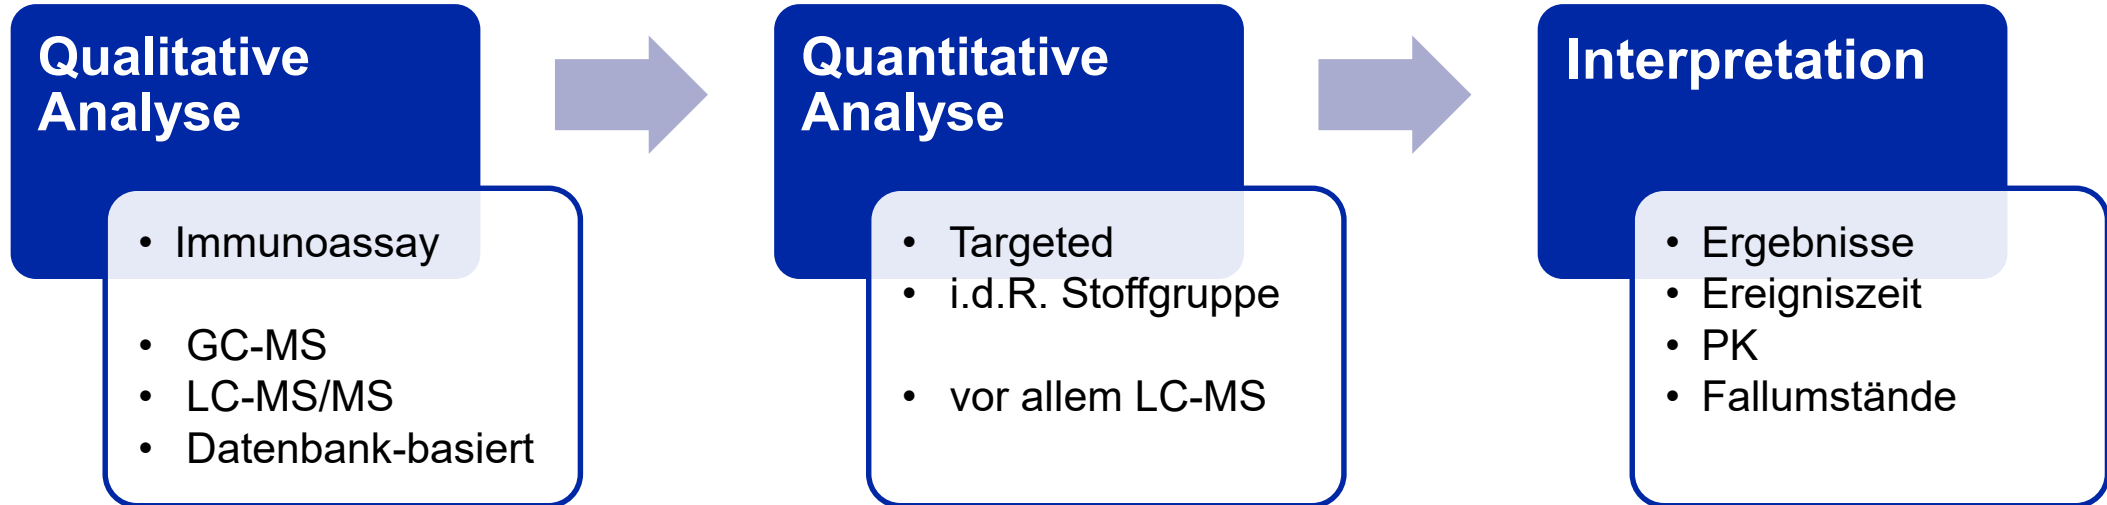 Qualitative
Analyse
• Immunoassay
• GC-MS
• LC-MS/MS
• Datenbank-basiert
Quantitative
Analyse
• Targeted
• i.d.R. Stoffgruppe
• vor allem LC-MS
Interpretation
• Ergebnisse
• Ereigniszeit
• PK
• Fallumstände